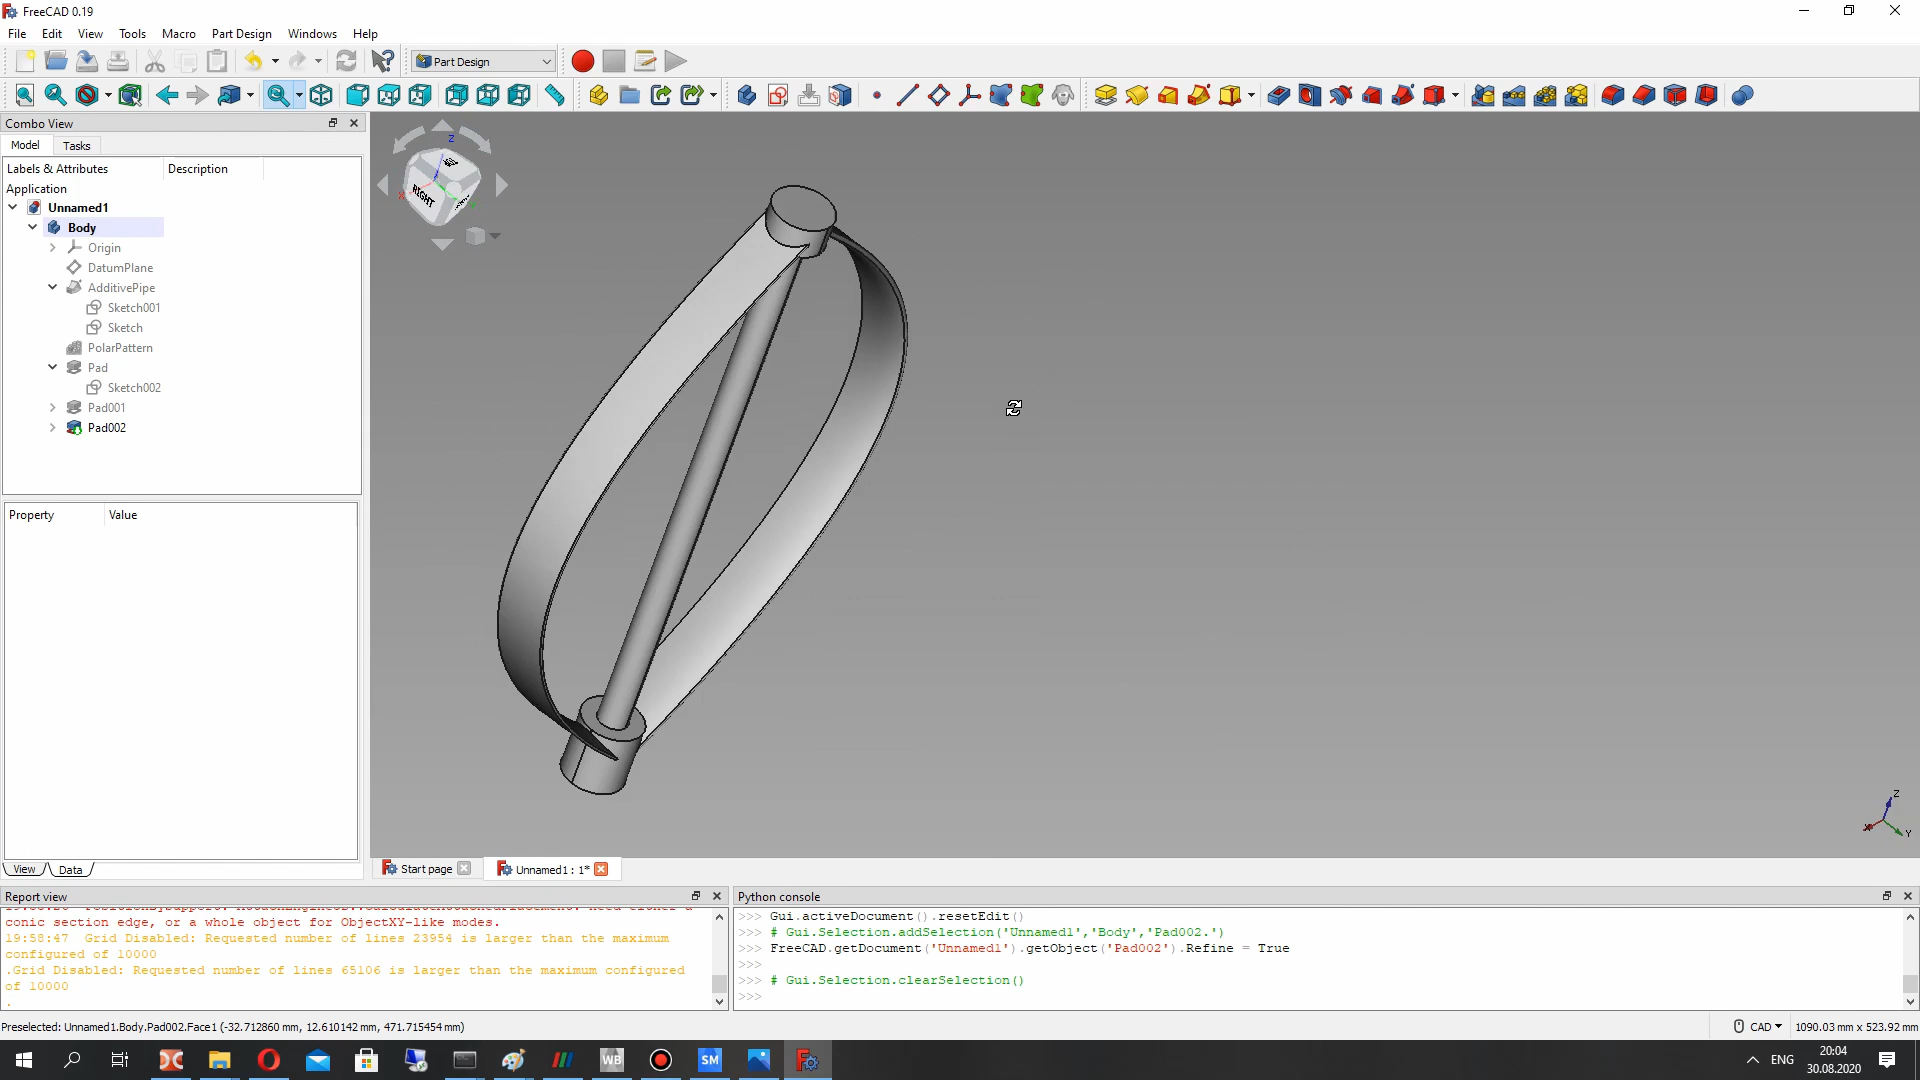 FreeCAD 0.19
File Edit View Tools Macro Part Design Windows Help
Part Design
Combo View
Model Tasks
Labels & Attributes Description
Application
Unnamed1
Body
Origin
DatumPlane
AdditivePipe
Sketch001
Sketch
PolarPattern
Pad
Sketch002
Pad001
Pad002
Property Value
View Data
Z
RIGHT
X
Z
X
Y
Start page
Unnamed1 : 1*
Report view
conic section edge, or a whole object for ObjectXY-like modes.
19:58:47 Grid Disabled: Requested number of lines 23954 is larger than the maximum
configured of 10000
.Grid Disabled: Requested number of lines 65106 is larger than the maximum configured
of 10000
.
Python console
>>> Gui.activeDocument().resetEdit()
>>> # Gui.Selection.addSelection('Unnamed1','Body','Pad002.')
>>> FreeCAD.getDocument('Unnamed1').getObject('Pad002').Refine = True
>>>
>>> # Gui.Selection.clearSelection()
>>>
Preselected: Unnamed1.Body.Pad002.Face1 (-32.712860 mm, 12.610142 mm, 471.715454 mm)
CAD
1090.03 mm x 523.92 mm
WB
SM
ENG
20:04
30.08.2020